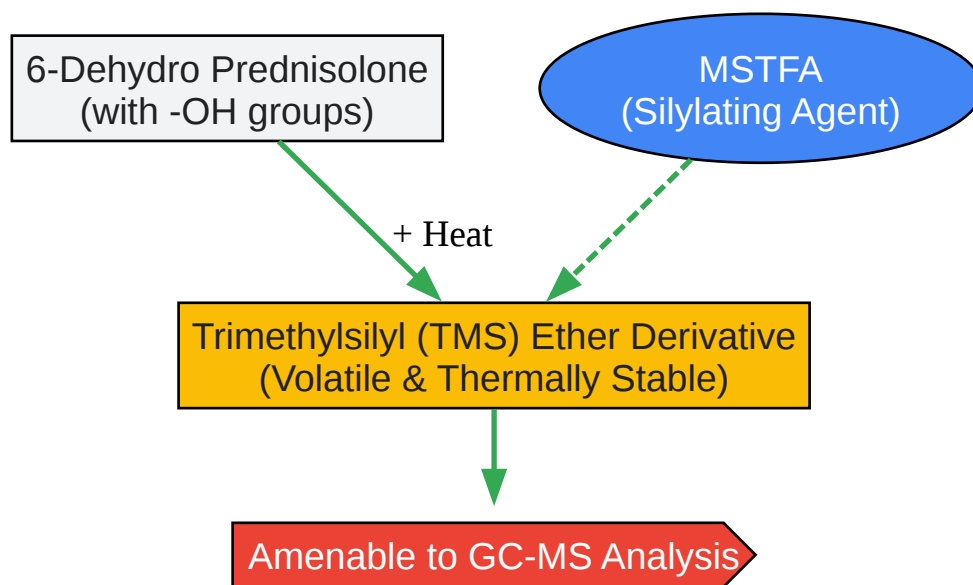 6-Dehydro Prednisolone
(with -OH groups)
MSTFA
(Silylating Agent)
+ Heat
Trimethylsilyl (TMS) Ether Derivative
(Volatile & Thermally Stable)
Amenable to GC-MS Analysis